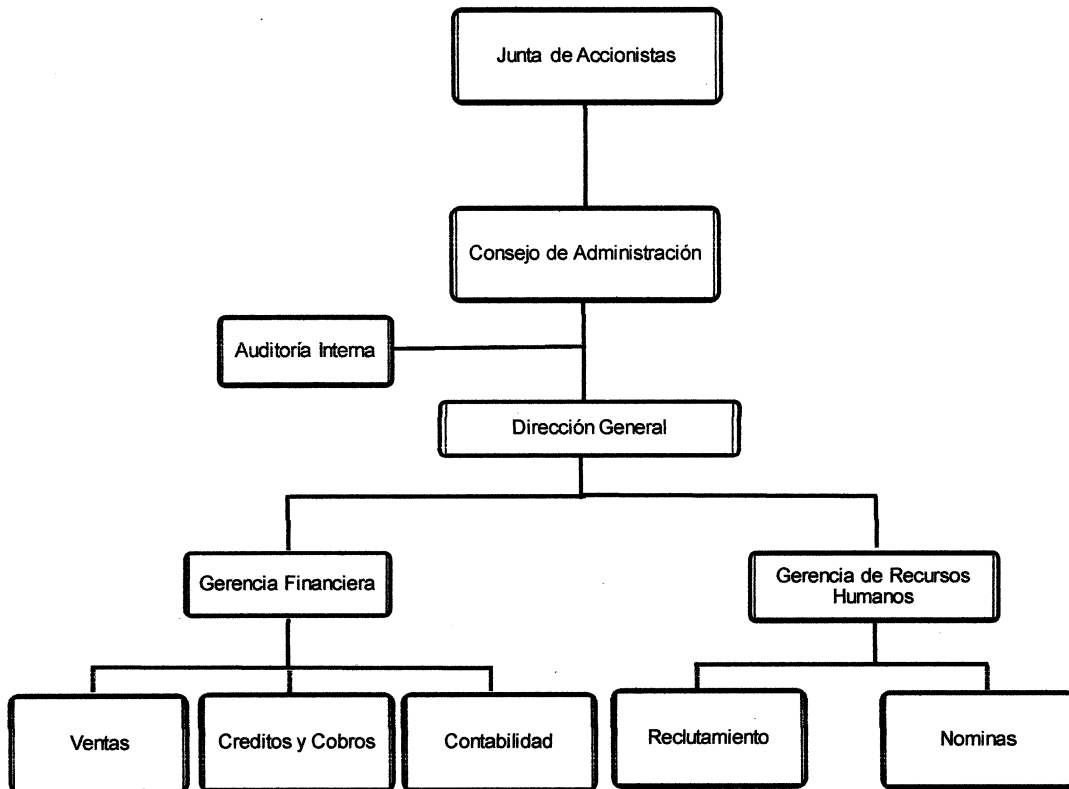 Junta de Accionistas
Consejo de Administración
Auditoría Interna
Dirección General
Gerencia Financiera
Gerencia de Recursos
Humanos
Ventas
Creditos y Cobros
Contabilidad
Reclutamiento
Nominas